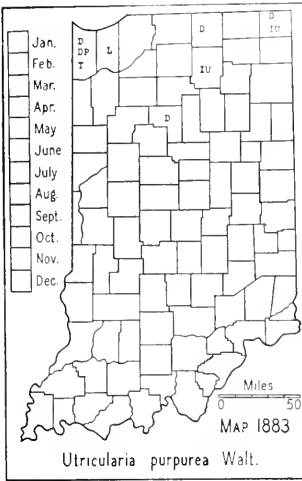 Jan.
Feb.
Mar.
Apr.
May
June
July
Aug.
Sept.
Oct.
Nov.
Dec.
D
DP
T
L
D
IU
D
IU
D
Miles
0 50
MAP 1883
Utricularia purpurea Walt.